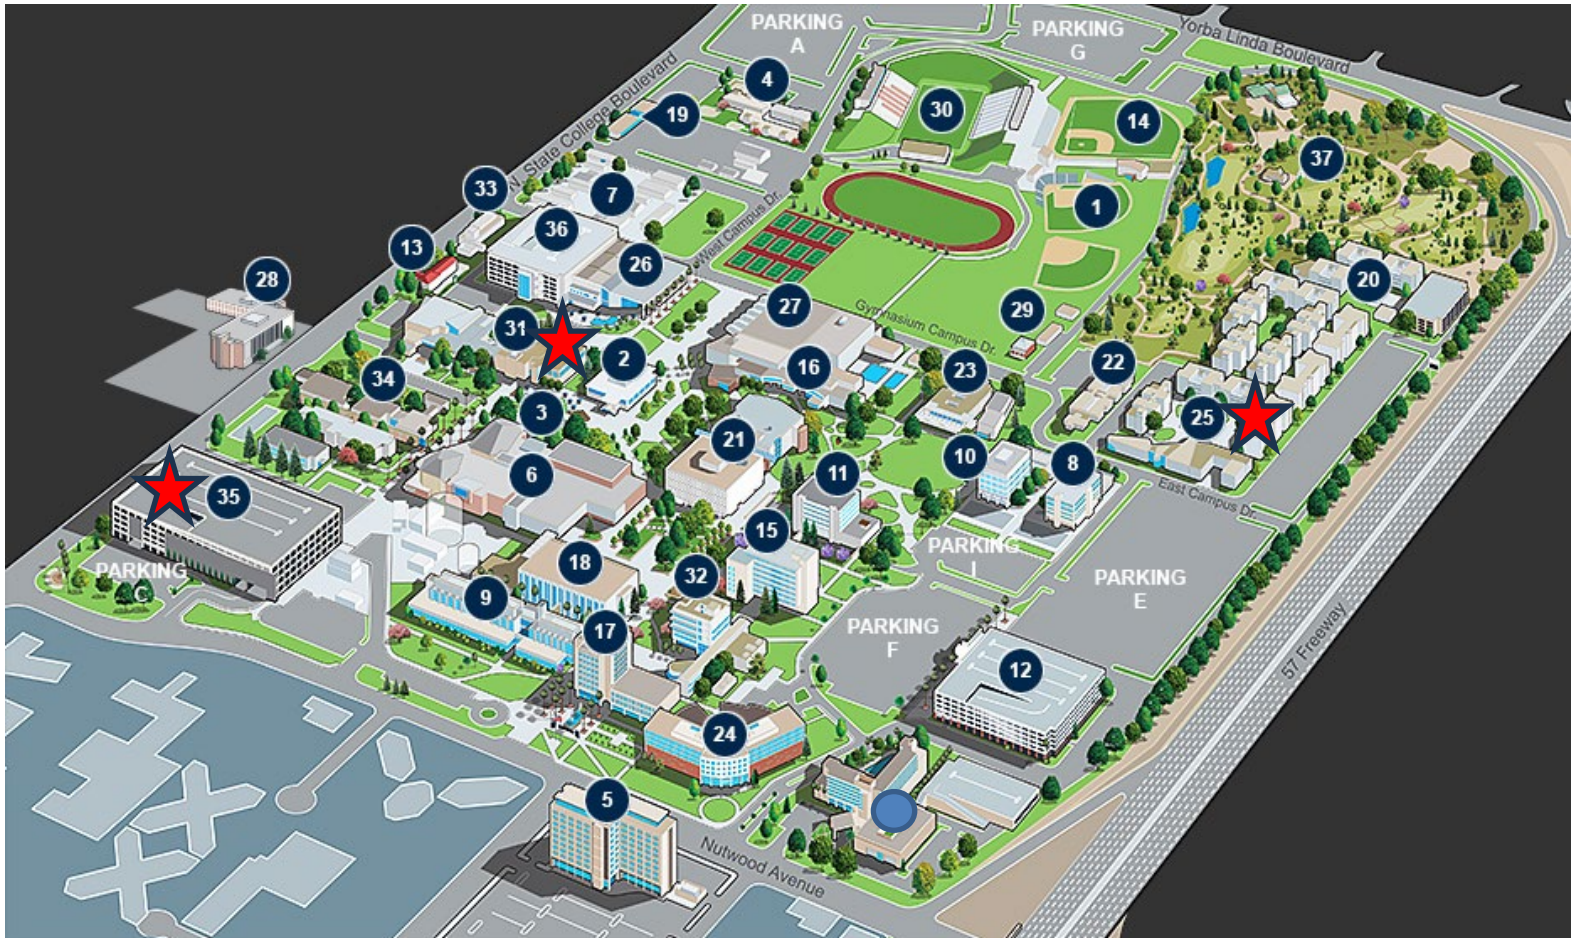 PARKING
A
PARKING
G
Yorba Linda Boulevard
4
N. State College Boulevard
19
30
14
37
33
7
1
36
West Campus Dr.
13
26
28
20
27
Gymnasium Campus Dr.
29
31
2
16
22
34
23
3
25
21
10
8
6
11
35
East Campus Dr.
15
PARKING
I
18
32
PARKING
C
PARKING
E
9
17
PARKING
F
57 Freeway
12
24
5
Nutwood Avenue